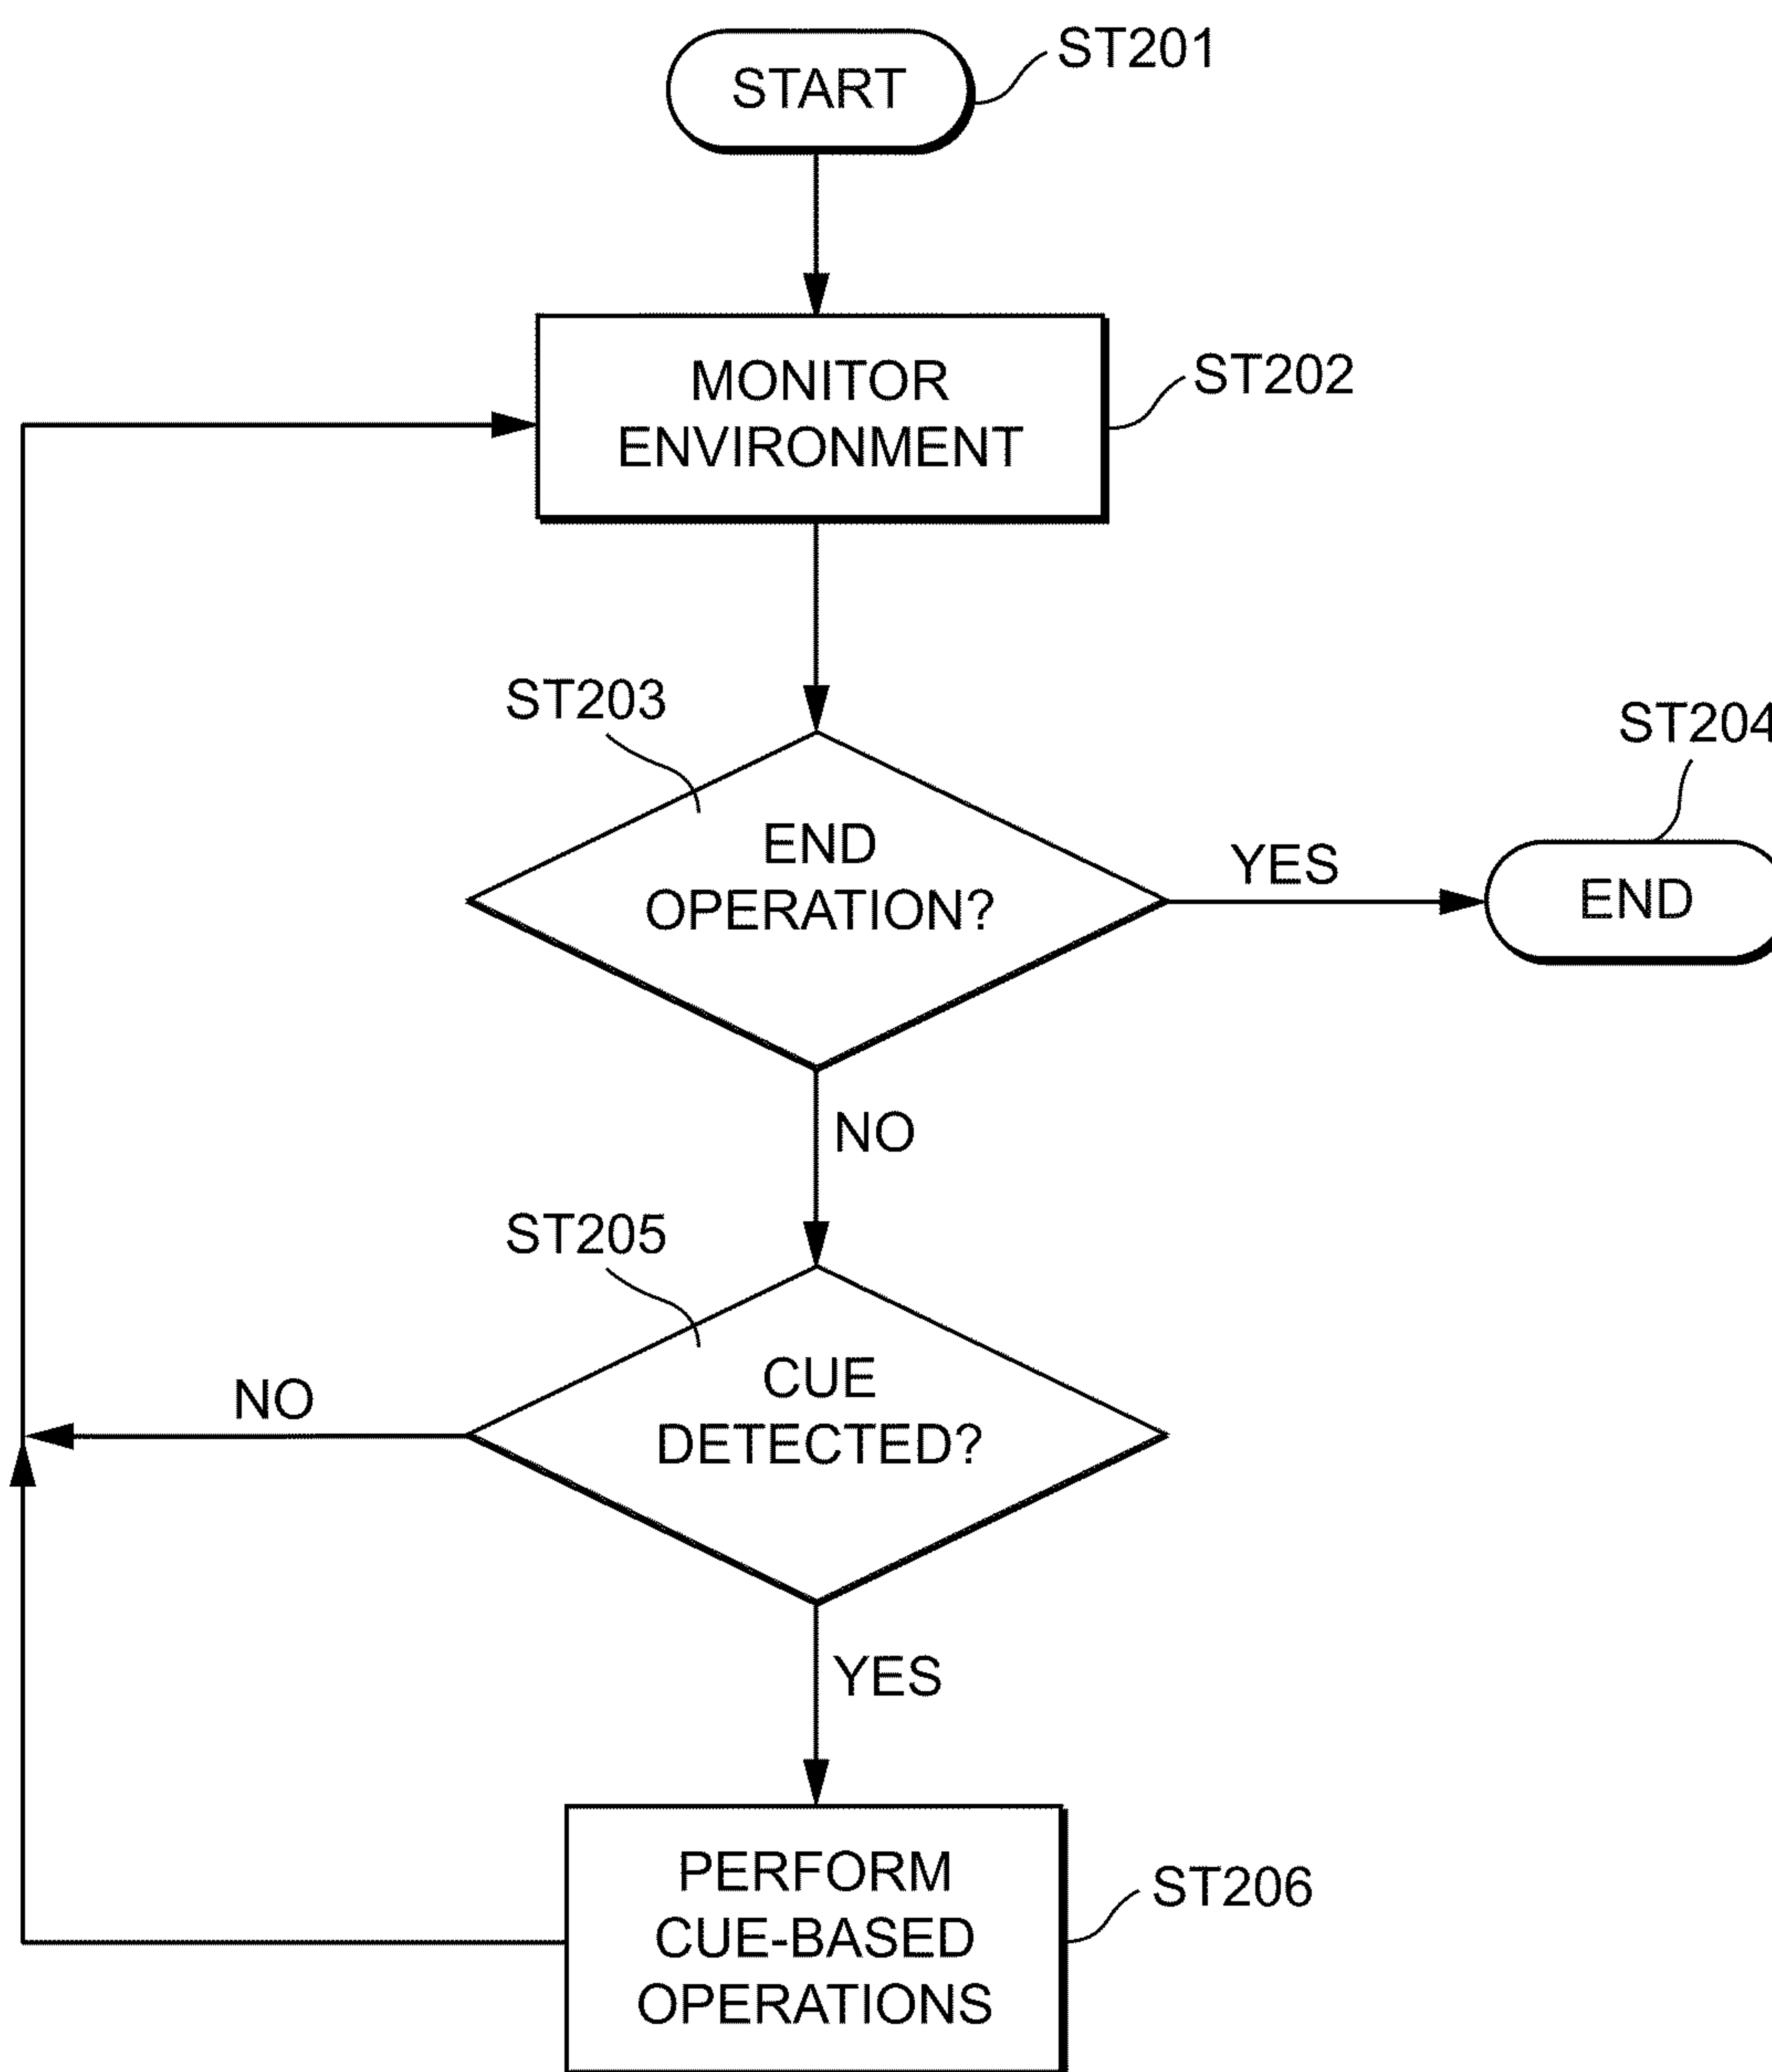 START
ST201
MONITOR
ENVIRONMENT
ST202
ST203
END
OPERATION?
YES
ST204
END
NO
ST205
CUE
DETECTED?
NO
YES
PERFORM
CUE-BASED
OPERATIONS
ST206